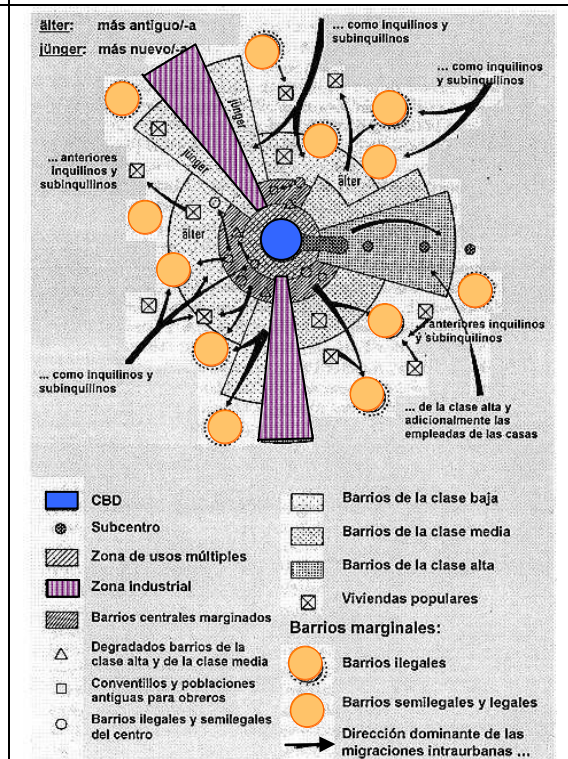 älter: más antiguo/-a
jünger: más nuevo/-a
... como inquilinos y
subinquilinos
... como inquilinos
y subinquilinos
jünger
jünger
... anteriores
inquilinos y
subinquilinos
älter
älter
anteriores inquilinos
y subinquilinos
... como inquilinos y
subinquilinos
... de la clase alta y
adicionalmente las
empleadas de las casas
CBD
Subcentro
Zona de usos múltiples
Zona industrial
Barrios centrales marginados
Degradados barrios de la
clase alta y de la clase media
Conventillos y poblaciones
antiguas para obreros
Barrios ilegales y semilegales
del centro
Barrios de la clase baja
Barrios de la clase media
Barrios de la clase alta
Viviendas populares
Barrios marginales:
Barrios ilegales
Barrios semilegales y legales
Dirección dominante de las
migraciones intraurbanas ...